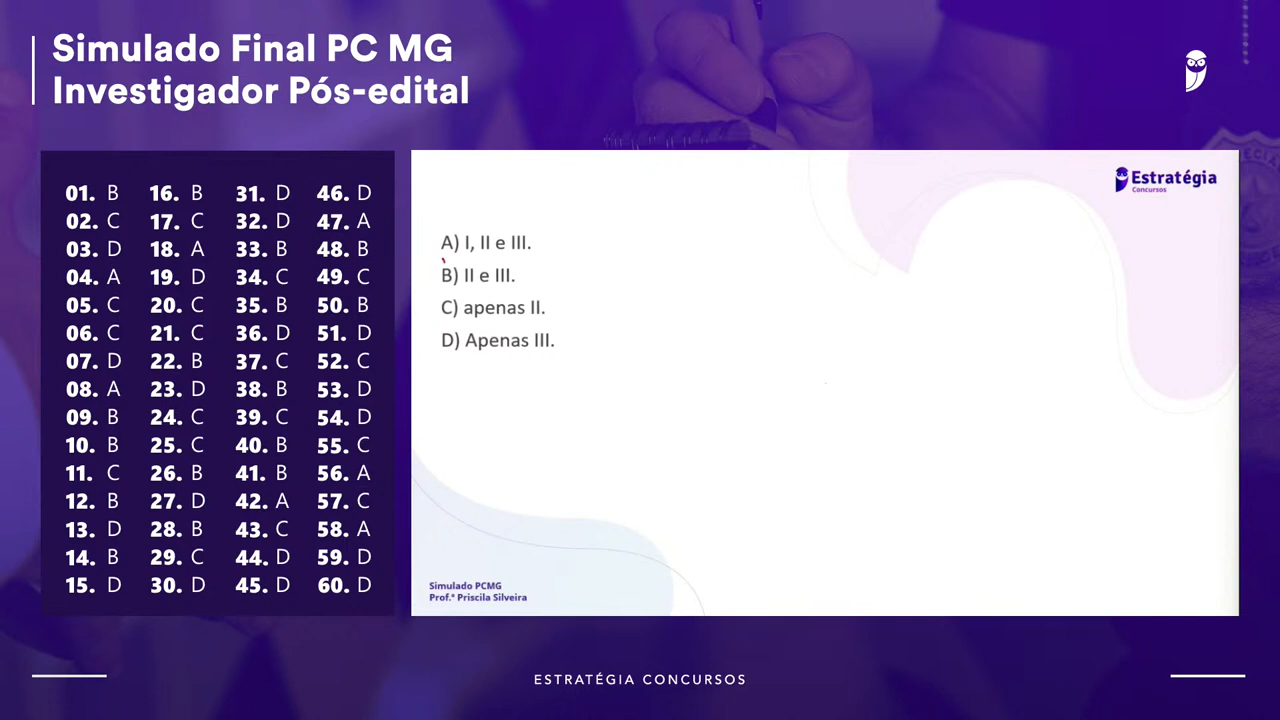 Simulado Final PC MG
Investigador Pós-edital
01. B 16. B 31. D 46. D
02. C 17. C 32. D 47. A
03. D 18. A 33. B 48. B
04. A 19. D 34. C 49. C
05. C 20. C 35. B 50. B
06. C 21. C 36. D 51. D
07. D 22. B 37. C 52. C
08. A 23. D 38. B 53. D
09. B 24. C 39. C 54. D
10. B 25. C 40. B 55. C
11. C 26. B 41. B 56. A
12. B 27. D 42. A 57. C
13. D 28. B 43. C 58. A
14. B 29. C 44. D 59. D
15. D 30. D 45. D 60. D
Estratégia
Concursos
A) I, II e III.
B) II e III.
C) apenas II.
D) Apenas III.
Simulado PCMG
Prof.ª Priscila Silveira
ESTRATÉGIA CONCURSOS